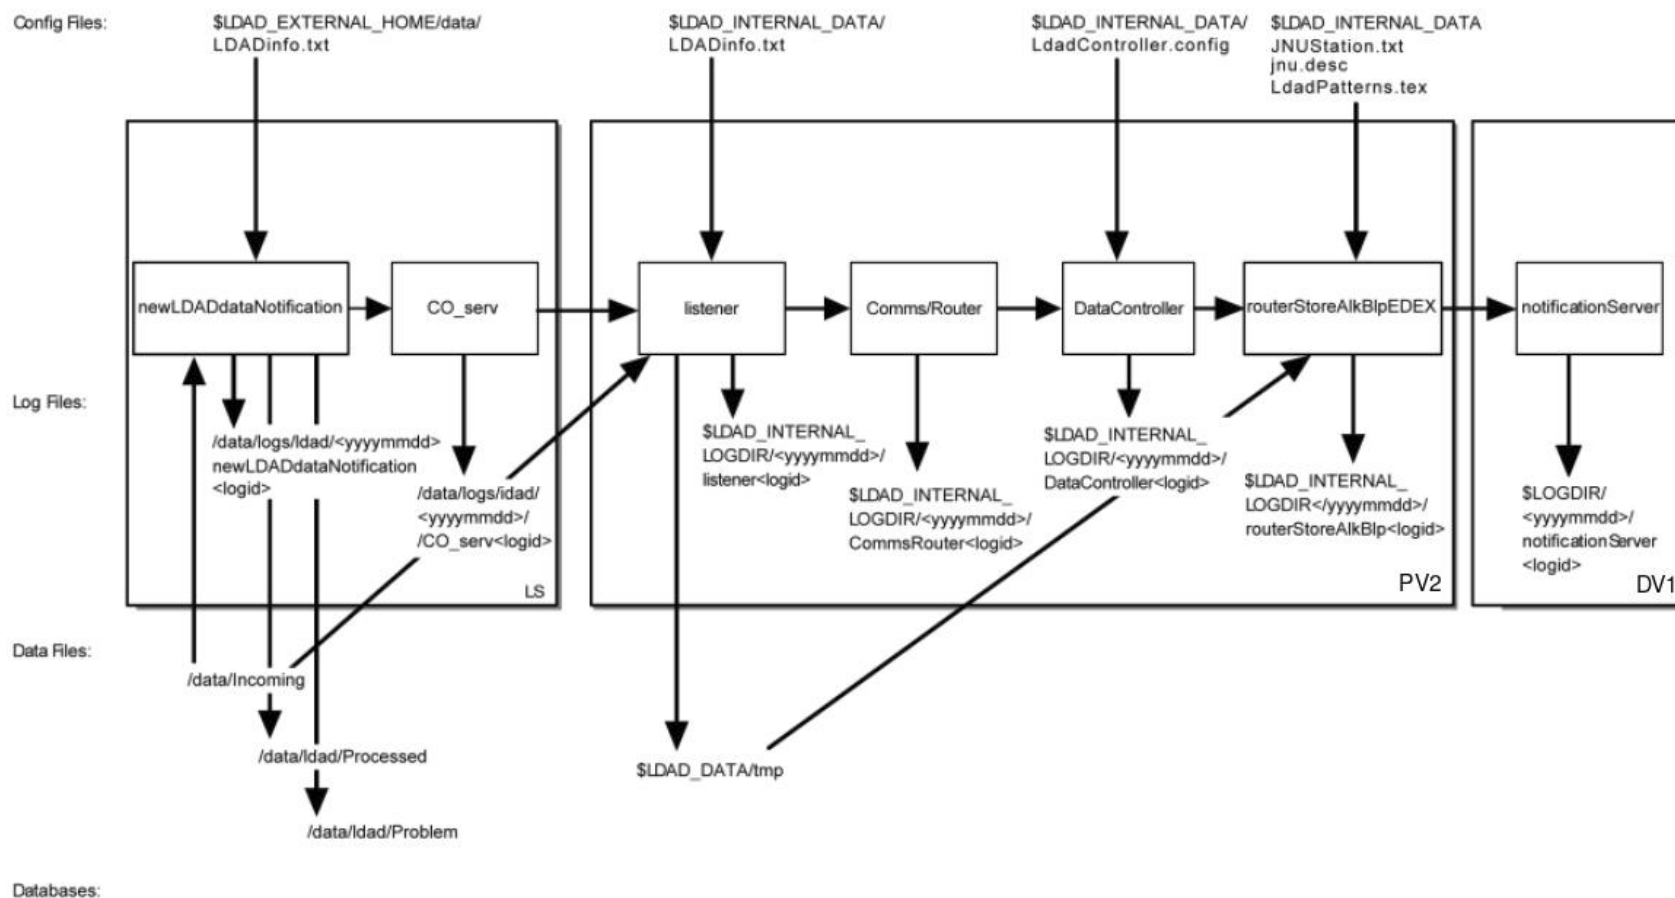 Config Files:
$LDAD_EXTERNAL_HOME/data/
LDADinfo.txt
$LDAD_INTERNAL_DATA/
LDADinfo.txt
$LDAD_INTERNAL_DATA/
LdadController.config
$LDAD_INTERNAL_DATA
JNUStation.txt
jnu.desc
LdadPatterns.tex
newLDADdataNotification
CO_serv
listener
Comms/Router
DataController
routerStoreAlkBlpEDEX
notificationServer
Log Files:
/data/logs/ldad/<yyyymmdd>
newLDADdataNotification
<logid>
/data/logs/idad/
<yyyymmdd>/
/CO_serv<logid>
$LDAD_INTERNAL_
LOGDIR/<yyyymmdd>/
listener<logid>
$LDAD_INTERNAL_
LOGDIR/<yyyymmdd>/
CommsRouter<logid>
$LDAD_INTERNAL_
LOGDIR/<yyyymmdd>/
DataController<logid>
$LDAD_INTERNAL_
LOGDIR</yyyymmdd>/
routerStoreAlkBlp<logid>
$LOGDIR/
<yyyymmdd>/
notificationServer
<logid>
LS
PV2
DV1
Data Files:
/data/Incoming
/data/ldad/Processed
$LDAD_DATA/tmp
/data/ldad/Problem
Databases: